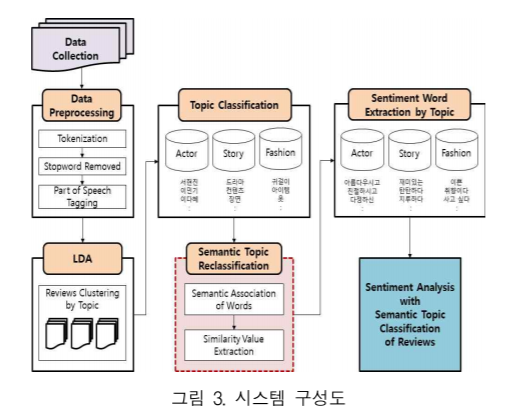 Data
Collection
Data
Preprocessing
Tokenization
Stopword Removed
Part of Speech
Tagging
LDA
Reviews Clustering
by Topic
Topic Classification
Actor
Story
Fashion
서현진
이민기
이다혜
:
드라마
컨텐츠
장면
:
귀걸이
아이템
옷
:
Semantic Topic
Reclassification
Semantic Association
of Words
Similarity Value
Extraction
Sentiment Word
Extraction by Topic
Actor
Story
Fashion
아름다우시고
친절하시고
다정하신
:
재미있는
탄탄하다
지루하다
:
이쁜
취향이다
사고 싶다
:
Sentiment Analysis
with
Semantic Topic
Classification
of Reviews
그림 3. 시스템 구성도